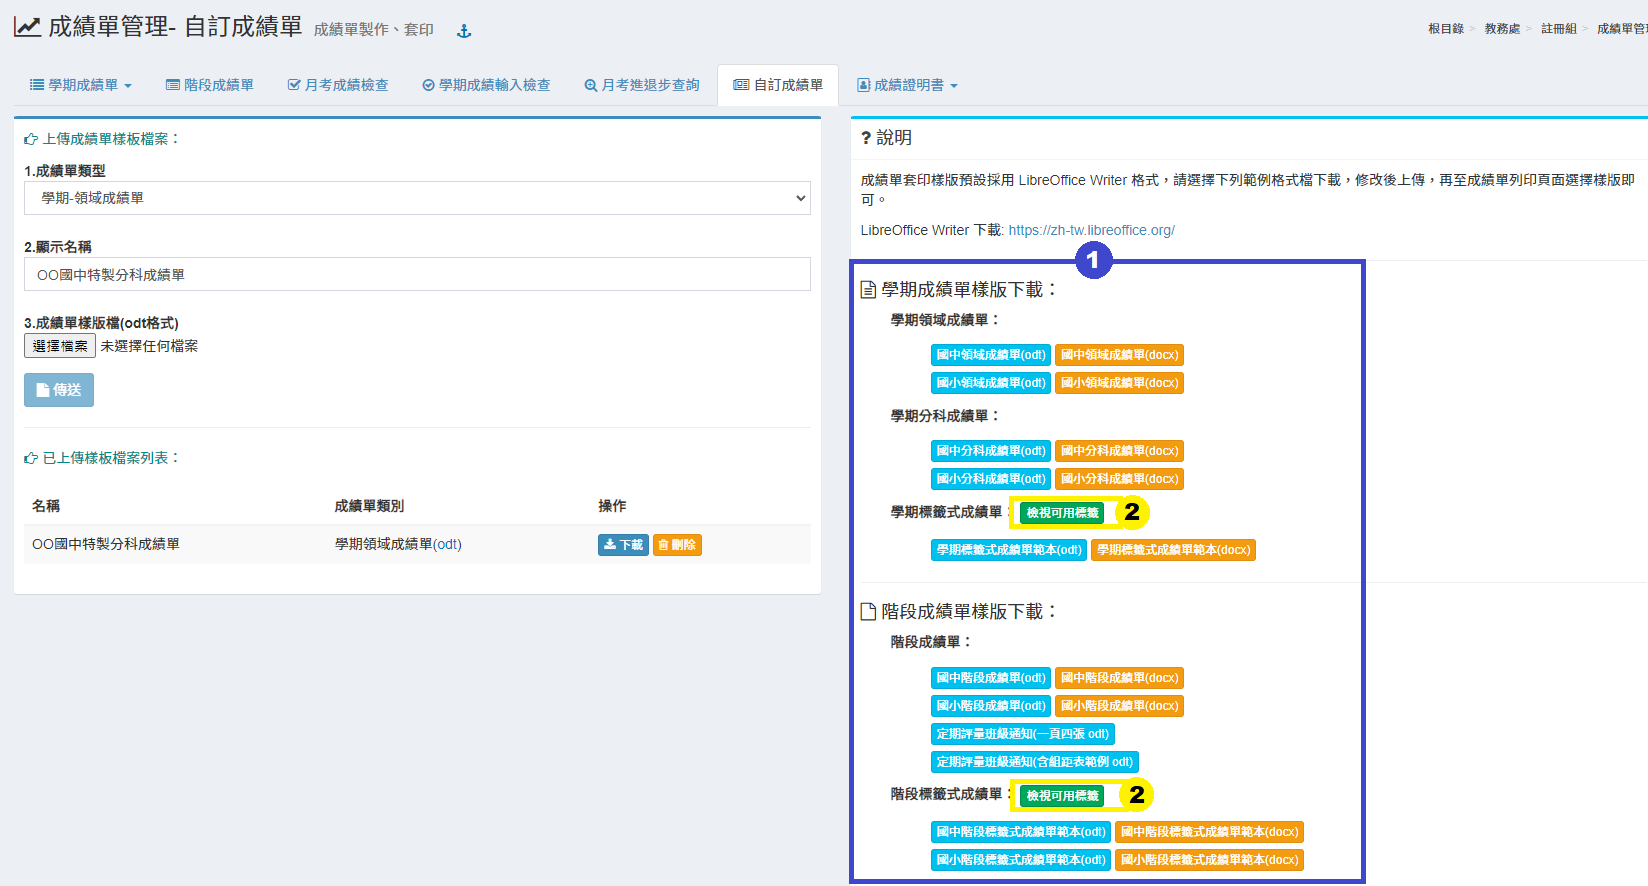 成績單管理- 自訂成績單 成績單製作、套印
根目錄 > 教務處 > 註冊組 > 成績單管
學期成績單 階段成績單 月考成績檢查 學期成績輸入檢查 月考進退步查詢 自訂成績單 成績證明書
上傳成績單樣板檔案：
1.成績單類型
學期-領域成績單
2.顯示名稱
OO國中特製分科成績單
3.成績單樣版檔(odt格式)
選擇檔案 未選擇任何檔案
傳送
已上傳樣板檔案列表：
名稱 成績單類別 操作
OO國中特製分科成績單 學期領域成績單(odt) 下載 刪除
? 說明
成績單套印樣版預設採用 LibreOffice Writer 格式，請選擇下列範例格式檔下載，修改後上傳，再至成績單列印頁面選擇樣版即
可。
LibreOffice Writer 下載: https://zh-tw.libreoffice.org/
1
學期成績單樣版下載：
學期領域成績單：
國中領域成績單(odt) 國中領域成績單(docx)
國小領域成績單(odt) 國小領域成績單(docx)
學期分科成績單：
國中分科成績單(odt) 國中分科成績單(docx)
國小分科成績單(odt) 國小分科成績單(docx)
學期標籤式成績單： 檢視可用標籤 2
學期標籤式成績單範本(odt) 學期標籤式成績單範本(docx)
階段成績單樣版下載：
階段成績單：
國中階段成績單(odt) 國中階段成績單(docx)
國小階段成績單(odt) 國小階段成績單(docx)
定期評量班級通知(一頁四張 odt)
定期評量班級通知(含組距表範例 odt)
階段標籤式成績單： 檢視可用標籤 2
國中階段標籤式成績單範本(odt) 國中階段標籤式成績單範本(docx)
國小階段標籤式成績單範本(odt) 國小階段標籤式成績單範本(docx)